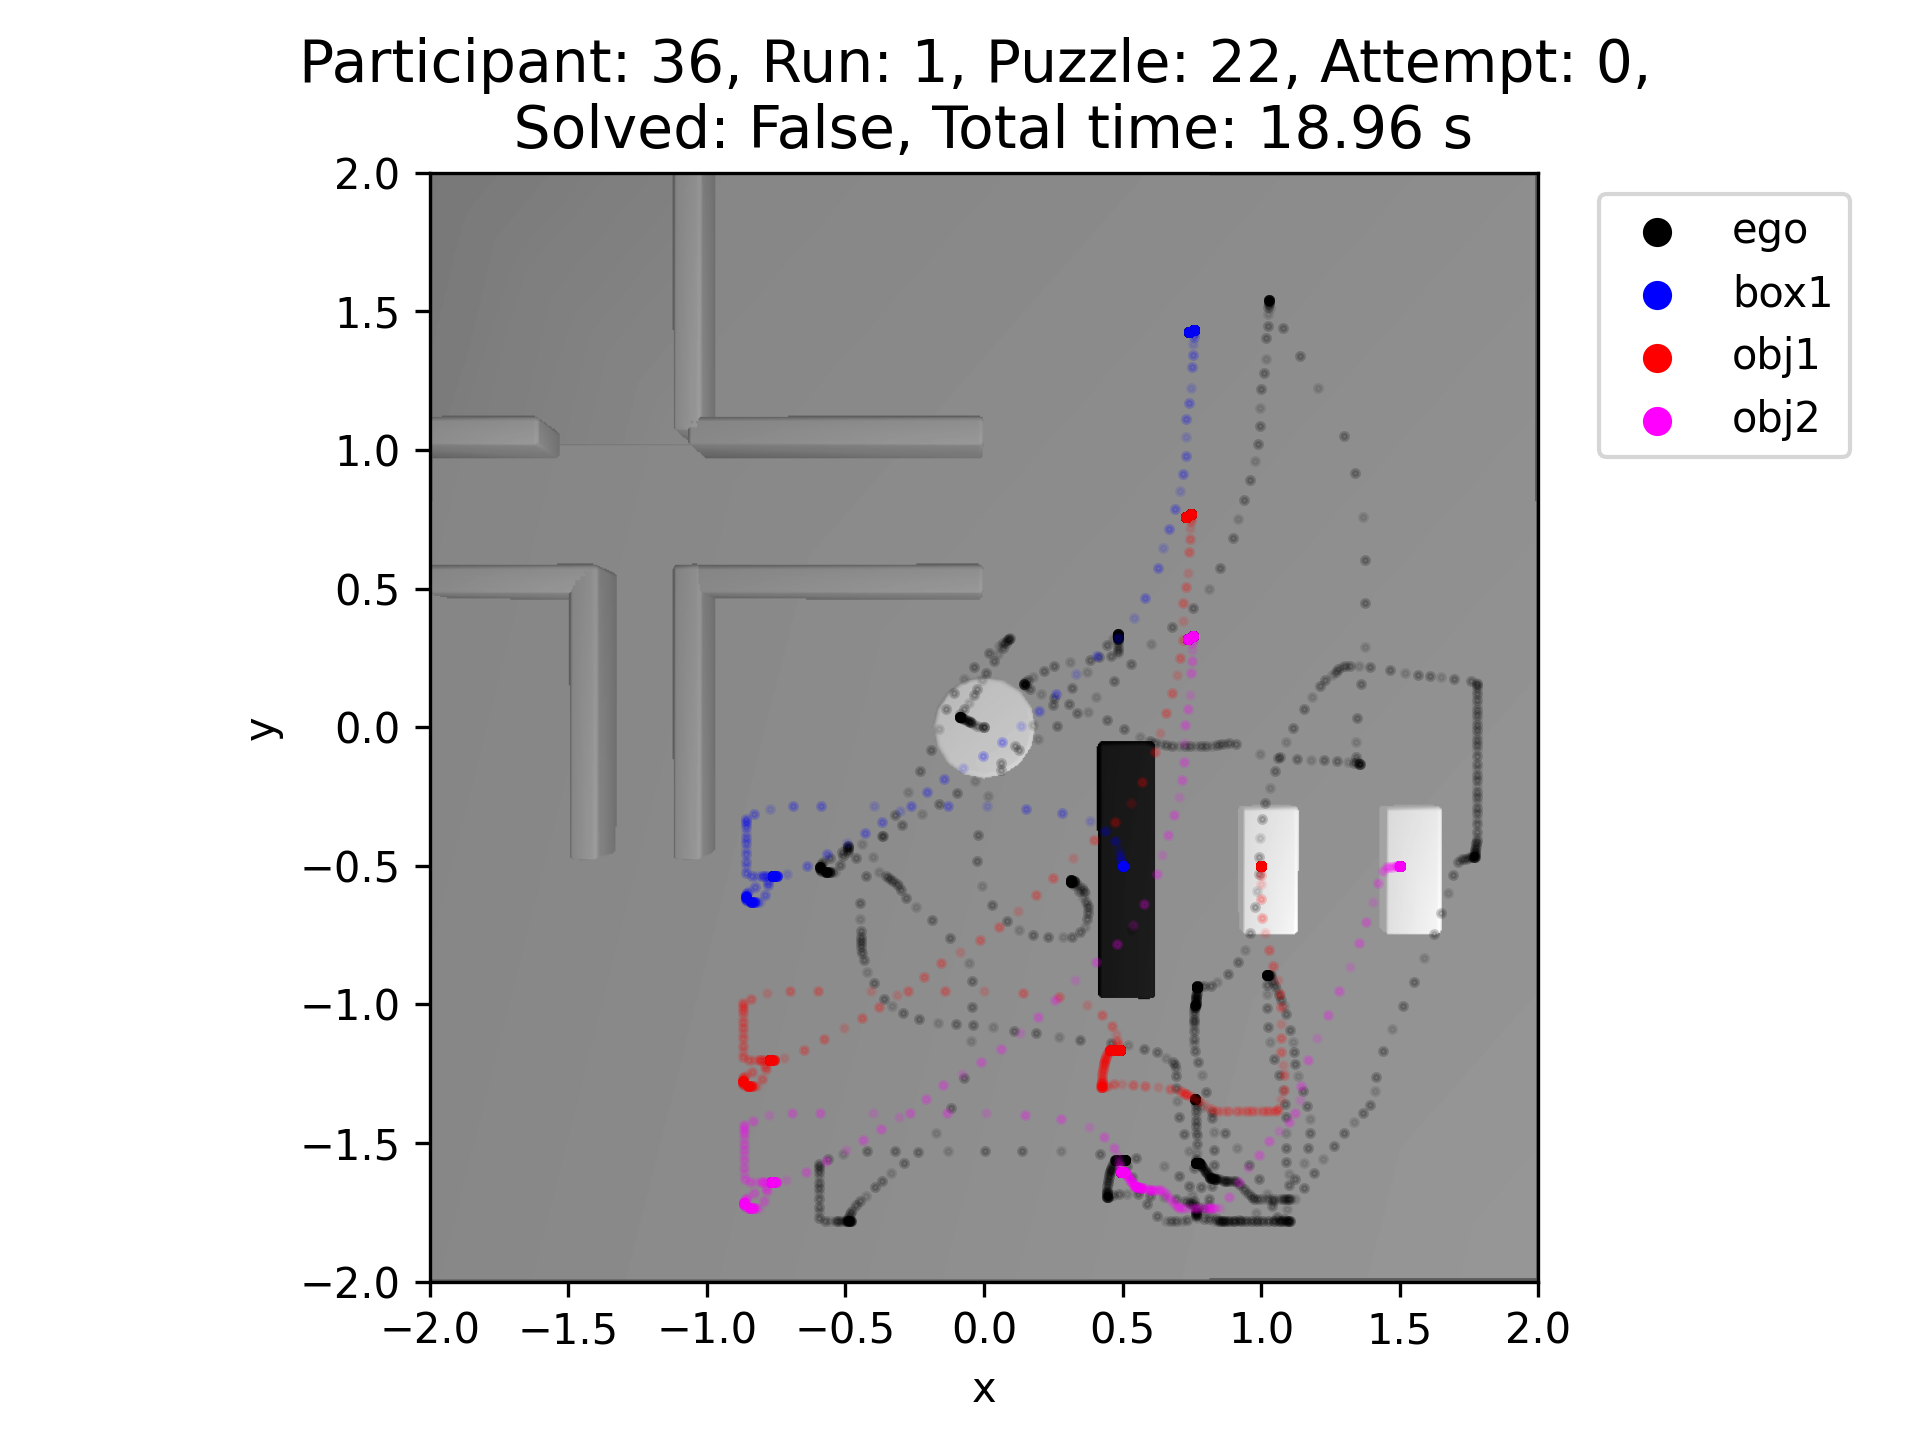 Participant: 36, Run: 1, Puzzle: 22, Attempt: 0,
Solved: False, Total time: 18.96 s
2.0
1.5
1.0
0.5
0.0
−0.5
−1.0
−1.5
−2.0
y
−2.0 −1.5 −1.0 −0.5 0.0 0.5 1.0 1.5 2.0
x
ego
box1
obj1
obj2